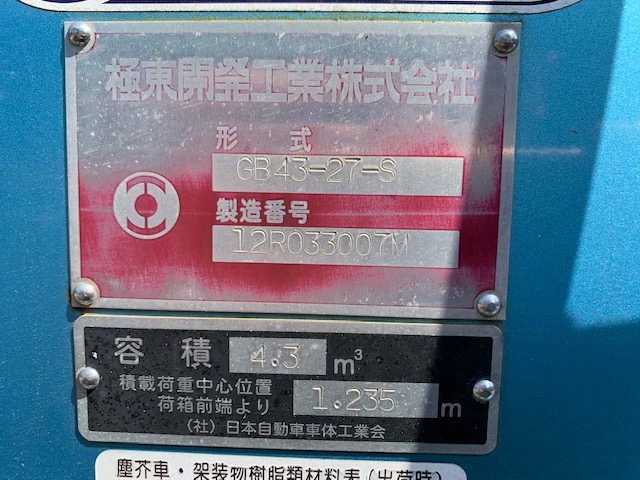 極東開発工業株式会社
形式
GB43-27-S
製造番号
12R033007M
容積 4.3 m³
積載荷重中心位置
荷箱前端より 1.235 m
(社)日本自動車車体工業会
塵芥車・架装物樹脂類材料表(出荷時)